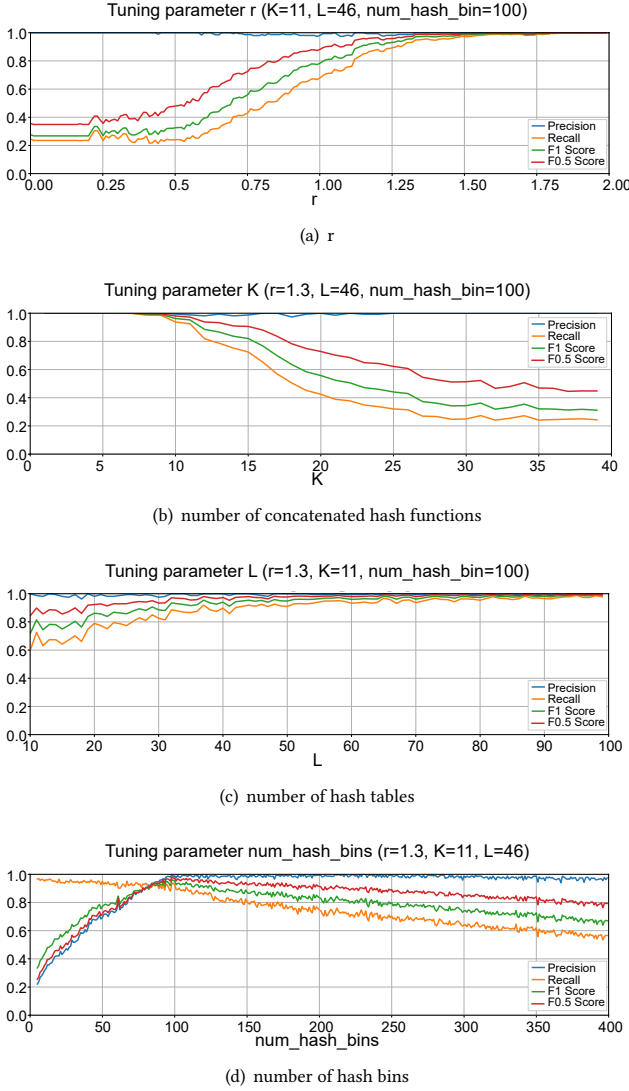 Tuning parameter r (K=11, L=46, num_hash_bin=100)
1.0
0.8
0.6
0.4
0.2
0.0
Precision
Recall
F1 Score
F0.5 Score
0.00 0.25 0.5 0.75 1.00 1.25 1.50 1.75 2.00
r
(a) r
Tuning parameter K (r=1.3, L=46, num_hash_bin=100)
1.0
0.8
0.6
0.4
0.2
0.0
Precision
Recall
F1 Score
F0.5 Score
0 5 10 15 20 25 30 35 40
K
(b) number of concatenated hash functions
Tuning parameter L (r=1.3, K=11, num_hash_bin=100)
1.0
0.8
0.6
0.4
0.2
0.0
Precision
Recall
F1 Score
F0.5 Score
10 20 30 40 50 60 70 80 90 100
L
(c) number of hash tables
Tuning parameter num_hash_bins (r=1.3, K=11, L=46)
1.0
0.8
0.6
0.4
0.2
0.0
Precision
Recall
F1 Score
F0.5 Score
0 50 100 150 200 250 300 350 400
num_hash_bins
(d) number of hash bins